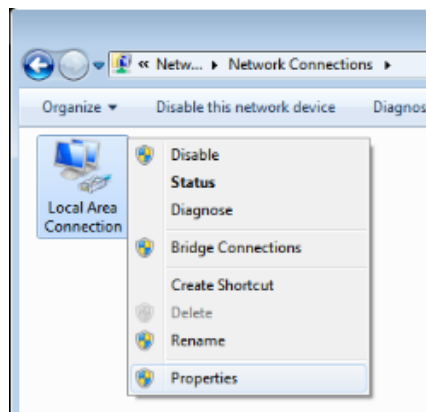 « Netw... ▸ Network Connections ▸
Organize ▾ Disable this network device Diagnos
Local Area
Connection
Disable
Status
Diagnose
Bridge Connections
Create Shortcut
Delete
Rename
Properties